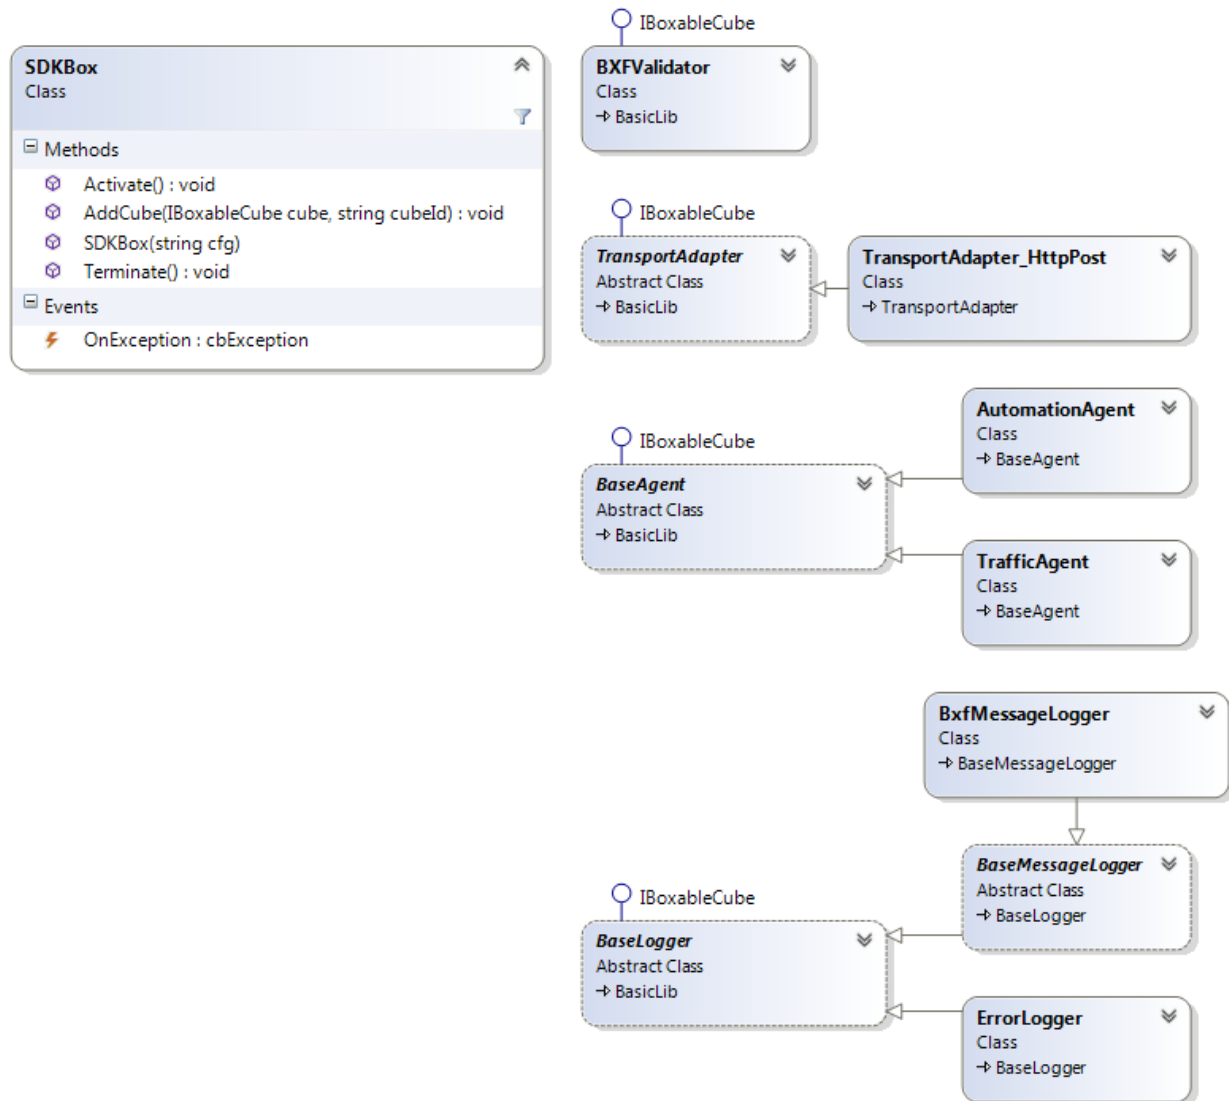 SDKBox
Class
Methods
Activate() : void
AddCube(IBoxableCube cube, string cubeId) : void
SDKBox(string cfg)
Terminate() : void
Events
OnException : cbException
IBoxableCube
BXFValidator
Class
BasicLib
IBoxableCube
TransportAdapter
Abstract Class
BasicLib
TransportAdapter_HttpPost
Class
TransportAdapter
IBoxableCube
BaseAgent
Abstract Class
BasicLib
AutomationAgent
Class
BaseAgent
TrafficAgent
Class
BaseAgent
BxfMessageLogger
Class
BaseMessageLogger
BaseMessageLogger
Abstract Class
BaseLogger
IBoxableCube
BaseLogger
Abstract Class
BasicLib
ErrorLogger
Class
BaseLogger